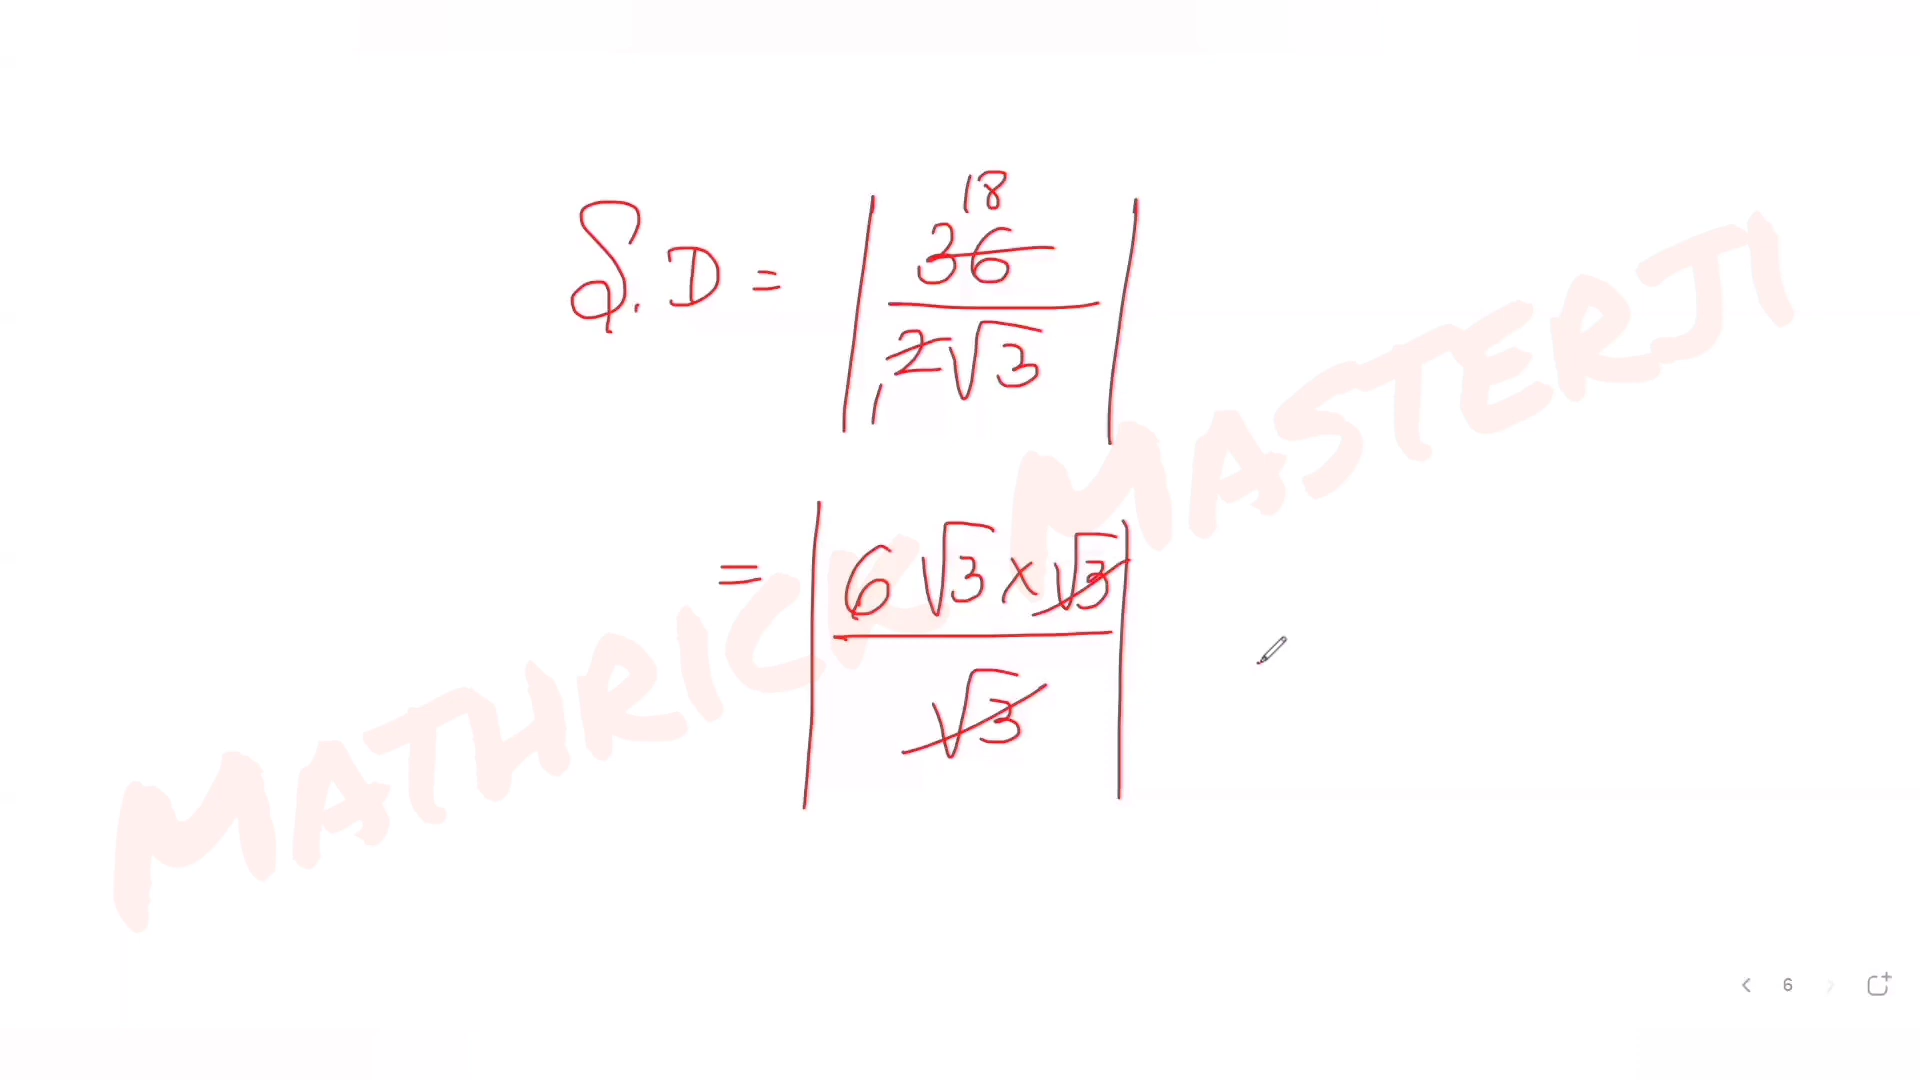 S.D = | 36 18 / 2√3 1 |
= | 6√3×√3 / √3 |
MATHRICK MASTERJI
< 6 >